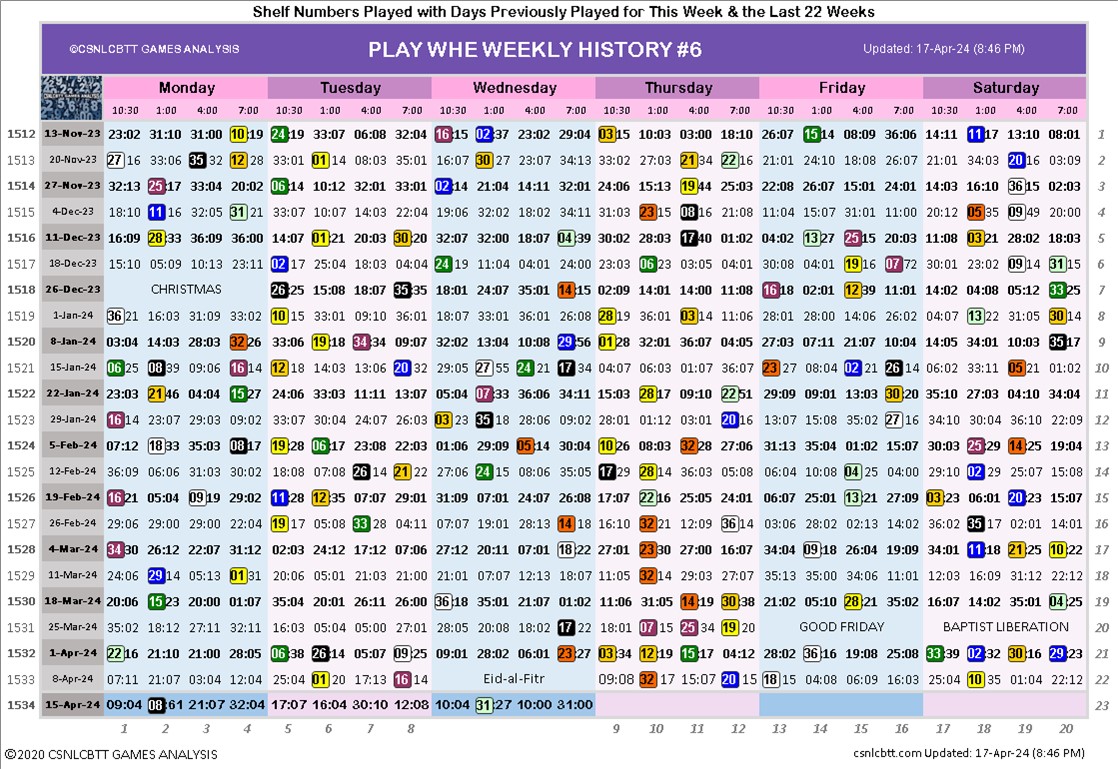 Shelf Numbers Played with Days Previously Played for This Week & the Last 22 Weeks
©CSNLCBTT GAMES ANALYSIS PLAY WHE WEEKLY HISTORY #6 Updated: 17-Apr-24 (8:46 PM)
Monday Tuesday Wednesday Thursday Friday Saturday
10:30 1:00 4:00 7:00 10:30 1:00 4:00 7:00 10:30 1:00 4:00 7:00 10:30 1:00 4:00 7:00 10:30 1:00 4:00 7:00 10:30 1:00 4:00 7:00
1512 13-Nov-23 23:02 31:10 31:00 10:19 24:19 33:07 06:08 32:04 16:15 02:37 23:02 29:04 03:15 10:03 03:00 18:10 26:07 15:14 08:09 36:06 14:11 11:17 13:10 08:01 1
1513 20-Nov-23 27:16 33:06 35:32 12:28 33:01 01:14 08:03 35:01 16:07 30:27 23:07 34:13 33:02 27:03 11:34 22:16 21:01 24:10 18:08 26:07 21:01 34:03 20:16 03:09 2
1514 27-Nov-23 32:13 25:17 33:04 20:02 06:14 10:12 32:01 33:01 02:14 21:04 14:11 32:01 24:06 15:13 19:44 25:03 22:08 26:07 15:01 24:01 14:03 16:10 36:15 02:03 3
1515 4-Dec-23 18:10 11:16 32:05 31:21 33:07 10:07 14:03 22:04 19:06 32:02 18:02 34:11 31:03 23:15 08:16 21:08 11:04 15:07 31:01 11:00 20:12 05:35 09:49 20:00 4
1516 11-Dec-23 16:09 28:33 36:09 36:00 14:07 01:21 20:03 30:20 32:07 32:00 18:07 04:39 30:02 28:03 17:40 01:02 04:02 13:27 25:15 20:03 11:08 03:21 28:02 18:03 5
1517 18-Dec-23 15:10 05:09 10:13 23:11 02:17 25:04 18:03 04:04 24:19 11:04 04:01 24:00 23:03 06:23 03:05 04:01 30:08 04:01 19:16 07:72 30:01 23:02 09:14 31:15 6
1518 26-Dec-23 CHRISTMAS 26:25 15:08 18:07 35:35 18:01 24:07 35:01 14:15 02:09 14:01 14:00 11:08 16:18 02:01 12:39 11:01 14:02 04:08 05:12 33:25 7
1519 1-Jan-24 36:21 16:03 31:09 33:02 10:15 33:01 09:10 36:01 18:07 33:01 34:13 35:06 28:19 36:01 03:14 11:06 28:01 28:00 14:06 26:02 04:07 13:22 31:05 30:14 8
1520 8-Jan-24 03:04 14:03 28:03 32:26 33:06 19:18 34:34 09:07 32:02 13:04 10:08 29:56 01:28 32:01 36:07 04:05 27:03 07:11 21:07 10:04 14:05 34:01 10:03 35:17 9
1521 15-Jan-24 06:25 08:39 09:06 16:14 12:18 14:03 13:06 20:32 29:05 27:55 24:21 17:34 04:07 06:03 01:07 36:07 23:27 08:14 02:21 26:14 06:02 33:11 05:21 01:02 10
1522 22-Jan-24 23:03 21:46 04:04 15:27 24:06 33:03 11:11 13:07 05:04 07:33 36:06 34:11 15:03 28:17 09:10 22:51 29:09 09:01 13:03 30:20 35:10 27:03 04:10 34:04 11
1523 29-Jan-24 16:14 23:07 29:08 09:02 33:07 30:04 24:07 26:03 03:23 35:18 28:06 09:02 28:01 01:12 03:01 20:16 13:07 15:08 35:02 27:16 34:10 30:04 36:10 22:09 12
1524 5-Feb-24 07:12 18:33 35:03 08:17 19:28 06:17 23:08 22:03 01:06 29:09 05:14 30:04 10:26 08:03 32:28 27:06 31:13 35:04 01:02 15:07 30:03 25:29 14:25 19:04 13
1525 12-Feb-24 36:09 06:06 31:03 30:02 18:08 07:08 26:14 21:22 27:06 24:15 08:06 35:05 17:29 28:14 36:03 05:08 06:04 10:08 04:25 04:00 29:10 02:29 25:07 15:08 14
1526 19-Feb-24 16:21 05:04 09:19 29:02 11:28 12:35 07:07 29:01 31:09 07:01 24:07 26:08 17:07 22:16 25:05 24:01 06:07 25:01 13:21 27:09 03:23 06:01 20:23 15:07 15
1527 26-Feb-24 29:06 29:00 29:00 22:04 19:17 05:08 33:28 04:11 07:07 19:01 28:13 14:18 16:10 32:21 12:09 36:14 03:06 28:02 02:13 14:02 36:02 35:17 02:01 14:01 16
1528 4-Mar-24 34:30 26:12 22:07 31:12 02:03 24:12 17:12 07:06 27:12 20:11 07:01 18:22 27:01 23:30 27:00 16:07 34:07 09:18 26:04 19:09 34:01 11:18 21:25 10:22 17
1529 11-Mar-24 24:06 29:14 05:13 01:31 20:06 05:01 21:03 21:00 21:01 07:07 12:13 18:07 11:05 32:14 29:03 27:07 35:13 35:00 34:06 11:01 12:03 16:09 31:12 22:12 18
1530 18-Mar-24 20:06 15:23 20:00 01:07 35:04 20:01 26:11 26:00 36:18 35:01 21:07 01:02 11:06 31:05 14:19 30:38 21:02 05:10 28:21 35:02 16:07 14:02 35:01 04:25 19
1531 25-Mar-24 35:02 18:12 27:11 32:11 16:03 05:04 05:00 27:01 28:05 20:08 02:08 17:22 18:01 07:15 25:34 19:20 GOOD FRIDAY BAPTIST LIBERATION 20
1532 1-Apr-24 22:16 21:10 21:00 28:05 06:38 26:14 05:07 09:25 09:01 28:02 06:01 23:27 03:34 12:19 15:17 04:12 28:02 36:16 19:08 25:08 33:39 02:32 30:16 29:23 21
1533 8-Apr-24 07:11 21:07 03:04 12:04 25:04 01:20 17:13 16:14 Eid-al-Fitr 09:08 32:17 15:07 20:15 18:15 04:08 06:09 16:03 25:04 10:35 01:04 22:12 22
1534 15-Apr-24 09:04 08:61 21:07 32:04 17:07 16:04 30:10 12:08 10:04 31:27 10:00 31:00 23
1 2 3 4 5 6 7 8 9 10 11 12 13 14 15 16 17 18 19 20
©2020 CSNLCBTT GAMES ANALYSIS csnlcbtt.com Updated: 17-Apr-24 (8:46 PM)